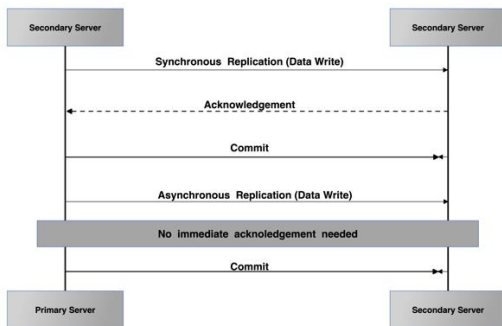 Secondary Server
Secondary Server
Synchronous Replication (Data Write)
Acknowledgement
Commit
Asynchronous Replication (Data Write)
No immediate acknoledgement needed
Commit
Primary Server
Secondary Server